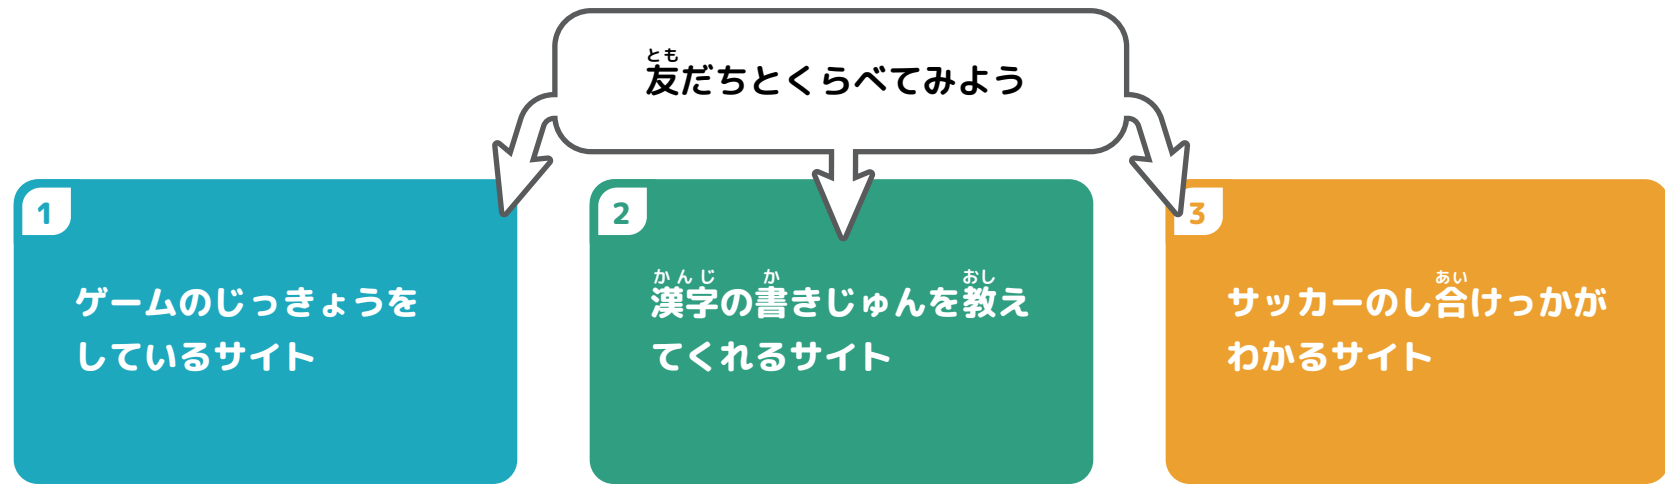 とも
友だちとくらべてみよう
1
ゲームのじっきょうを
しているサイト
2
かんじ か おし
漢字の書きじゅんを教え
てくれるサイト
3
あい
サッカーのし合けっかが
わかるサイト